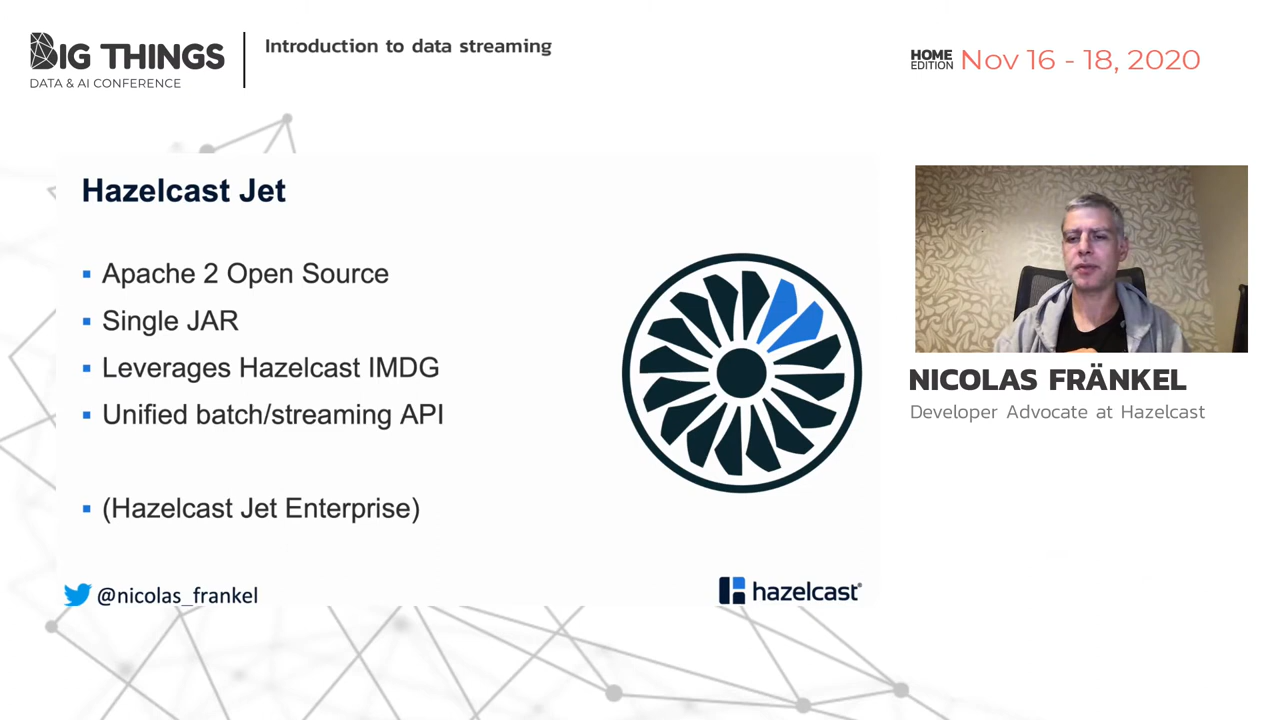 BIG THINGS
DATA & AI CONFERENCE
Introduction to data streaming
HOME
EDITION
Nov 16 - 18, 2020
Hazelcast Jet
Apache 2 Open Source
Single JAR
Leverages Hazelcast IMDG
Unified batch/streaming API
(Hazelcast Jet Enterprise)
@nicolas_frankel
hazelcast
NICOLAS FRÄNKEL
Developer Advocate at Hazelcast